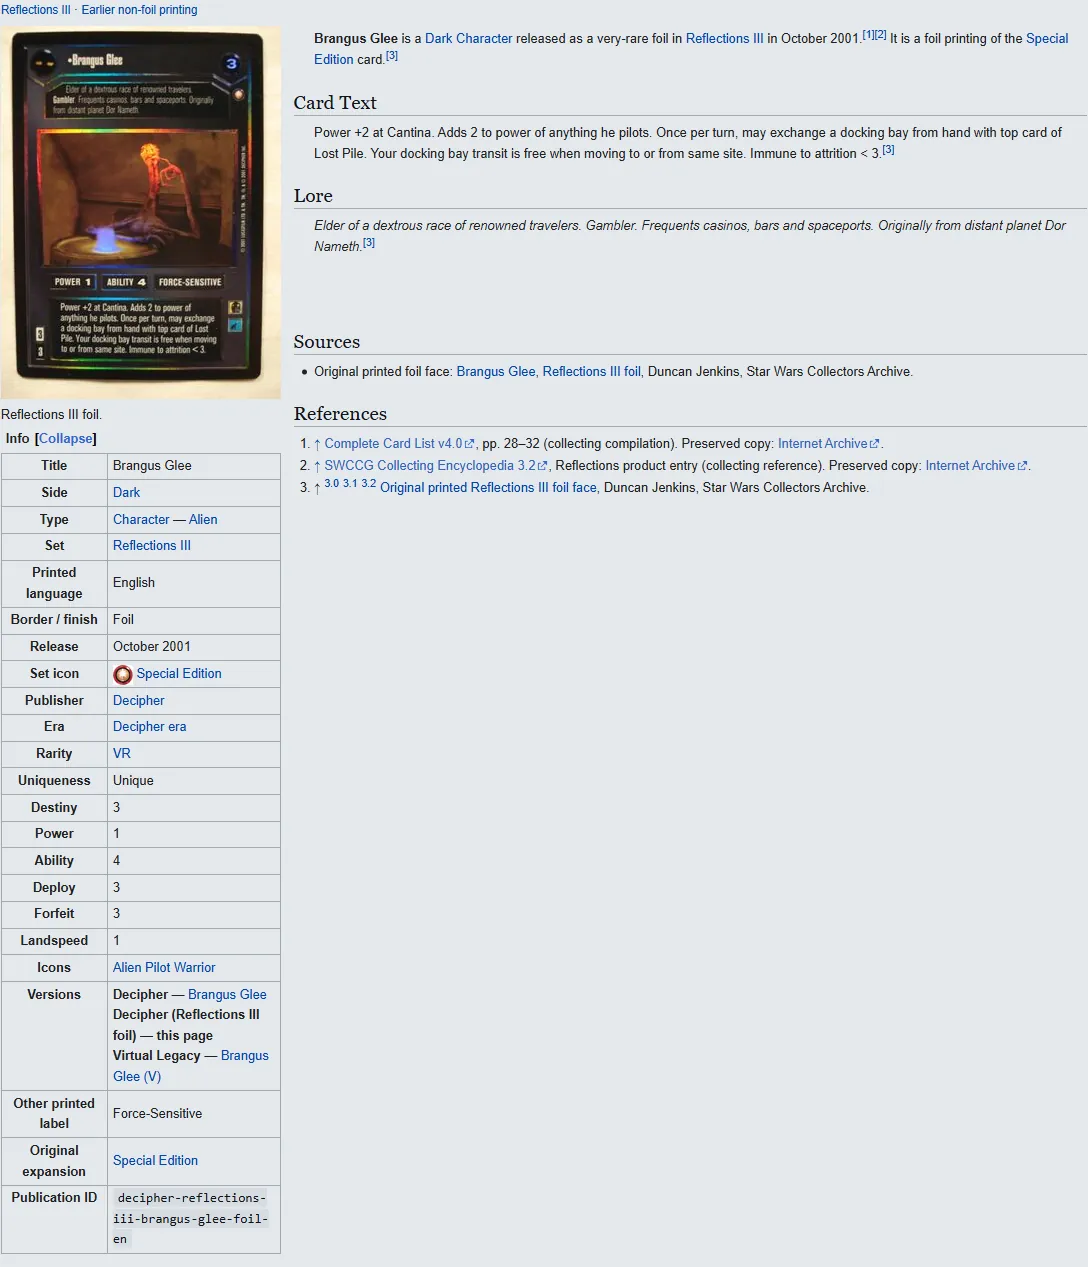 Reflections III · Earlier non-foil printing
•Brangus Glee
3
Elder of a dextrous race of renowned travelers.
Gambler. Frequents casinos, bars and spaceports. Originally
from distant planet Dor Nameth.
POWER 1 ABILITY 4 FORCE-SENSITIVE
Power +2 at Cantina. Adds 2 to power of
anything he pilots. Once per turn, may exchange
a docking bay from hand with top card of Lost
Pile. Your docking bay transit is free when moving
to or from same site. Immune to attrition < 3.
3
3
Reflections III foil.
Info [Collapse]
Title Brangus Glee
Side Dark
Type Character — Alien
Set Reflections III
Printed
language English
Border / finish Foil
Release October 2001
Set icon Special Edition
Publisher Decipher
Era Decipher era
Rarity VR
Uniqueness Unique
Destiny 3
Power 1
Ability 4
Deploy 3
Forfeit 3
Landspeed 1
Icons Alien Pilot Warrior
Versions Decipher — Brangus Glee
Decipher (Reflections III
foil) — this page
Virtual Legacy — Brangus
Glee (V)
Other printed
label Force-Sensitive
Original
expansion Special Edition
Publication ID decipher-reflections-
iii-brangus-glee-foil-
en
Brangus Glee is a Dark Character released as a very-rare foil in Reflections III in October 2001.[1][2] It is a foil printing of the Special
Edition card.[3]
Card Text
Power +2 at Cantina. Adds 2 to power of anything he pilots. Once per turn, may exchange a docking bay from hand with top card of
Lost Pile. Your docking bay transit is free when moving to or from same site. Immune to attrition < 3.[3]
Lore
Elder of a dextrous race of renowned travelers. Gambler. Frequents casinos, bars and spaceports. Originally from distant planet Dor
Nameth.[3]
Sources
• Original printed foil face: Brangus Glee, Reflections III foil, Duncan Jenkins, Star Wars Collectors Archive.
References
1. ↑ Complete Card List v4.0, pp. 28–32 (collecting compilation). Preserved copy: Internet Archive.
2. ↑ SWCCG Collecting Encyclopedia 3.2, Reflections product entry (collecting reference). Preserved copy: Internet Archive.
3. ↑ 3.0 3.1 3.2 Original printed Reflections III foil face, Duncan Jenkins, Star Wars Collectors Archive.